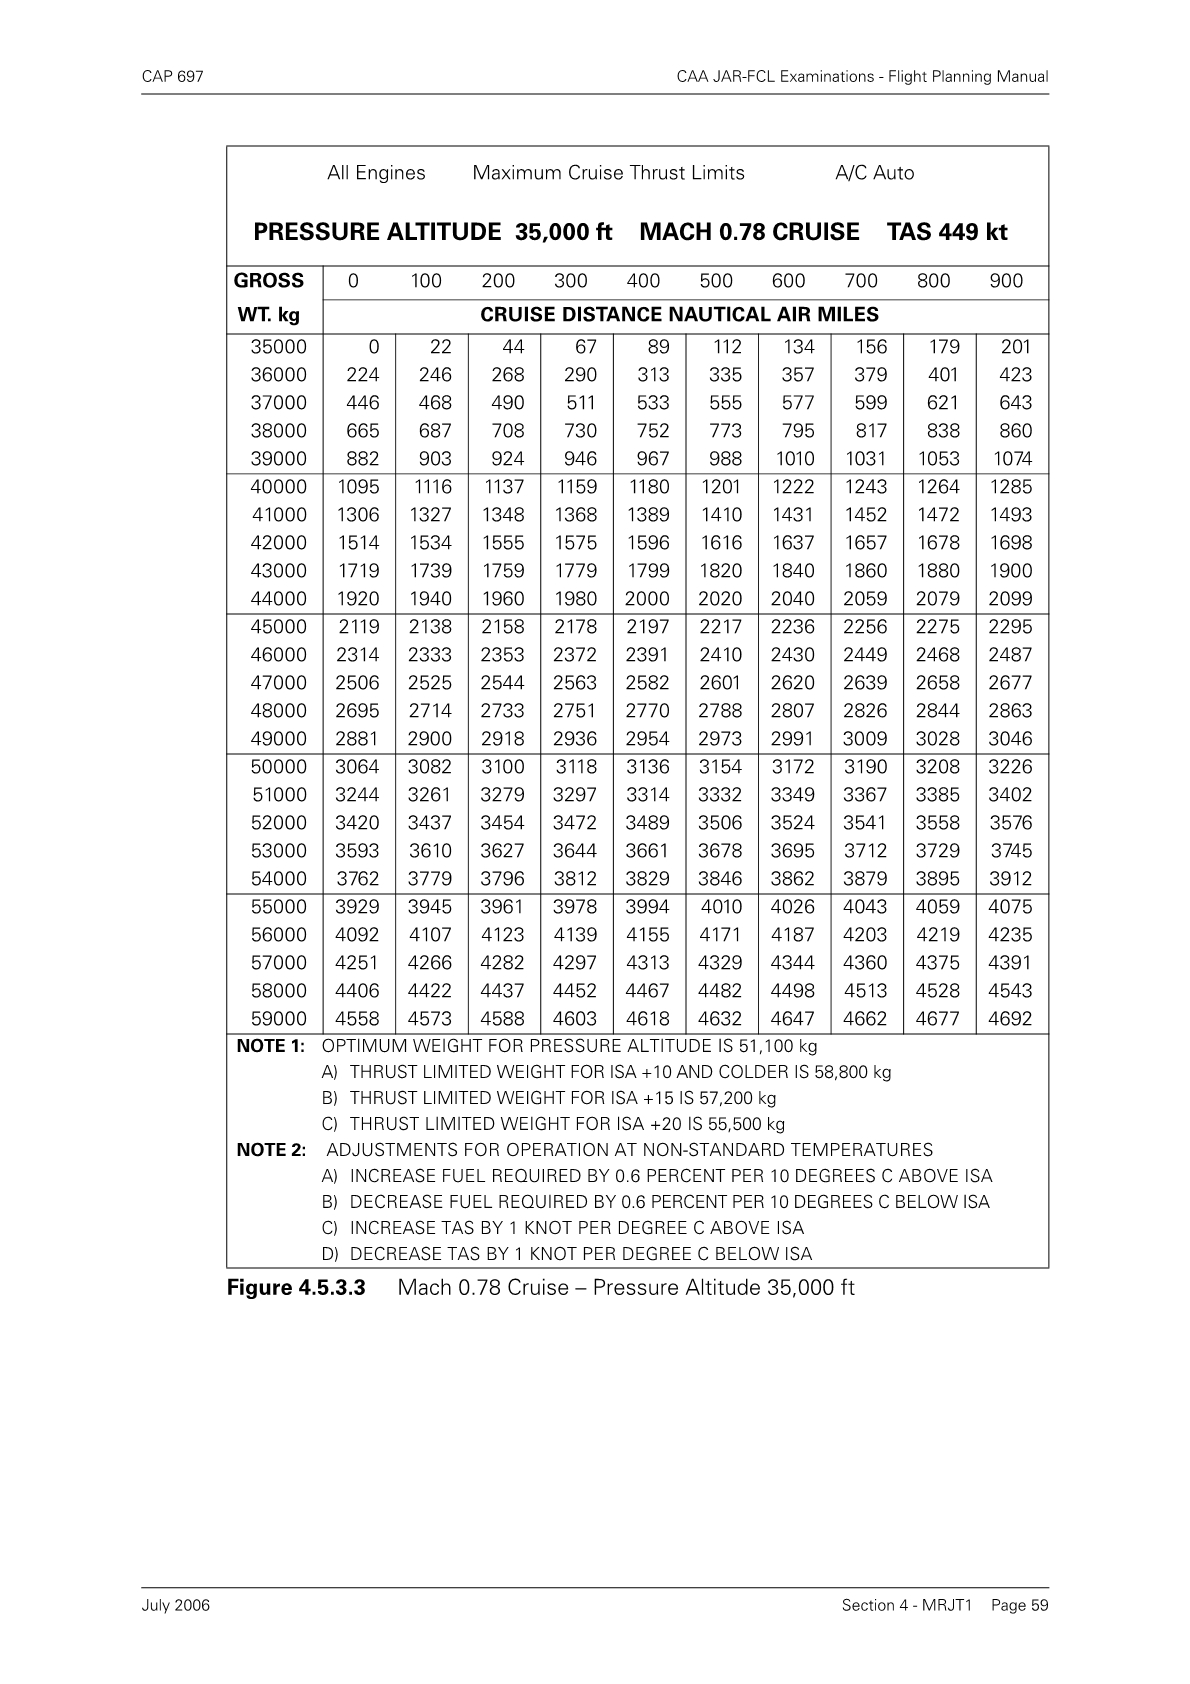 CAP 697 CAA JAR-FCL Examinations - Flight Planning Manual
All Engines Maximum Cruise Thrust Limits A/C Auto
PRESSURE ALTITUDE 35,000 ft MACH 0.78 CRUISE TAS 449 kt
GROSS 0 100 200 300 400 500 600 700 800 900
WT. kg CRUISE DISTANCE NAUTICAL AIR MILES
35000 0 22 44 67 89 112 134 156 179 201
36000 224 246 268 290 313 335 357 379 401 423
37000 446 468 490 511 533 555 577 599 621 643
38000 665 687 708 730 752 773 795 817 838 860
39000 882 903 924 946 967 988 1010 1031 1053 1074
40000 1095 1116 1137 1159 1180 1201 1222 1243 1264 1285
41000 1306 1327 1348 1368 1389 1410 1431 1452 1472 1493
42000 1514 1534 1555 1575 1596 1616 1637 1657 1678 1698
43000 1719 1739 1759 1779 1799 1820 1840 1860 1880 1900
44000 1920 1940 1960 1980 2000 2020 2040 2059 2079 2099
45000 2119 2138 2158 2178 2197 2217 2236 2256 2275 2295
46000 2314 2333 2353 2372 2391 2410 2430 2449 2468 2487
47000 2506 2525 2544 2563 2582 2601 2620 2639 2658 2677
48000 2695 2714 2733 2751 2770 2788 2807 2826 2844 2863
49000 2881 2900 2918 2936 2954 2973 2991 3009 3028 3046
50000 3064 3082 3100 3118 3136 3154 3172 3190 3208 3226
51000 3244 3261 3279 3297 3314 3332 3349 3367 3385 3402
52000 3420 3437 3454 3472 3489 3506 3524 3541 3558 3576
53000 3593 3610 3627 3644 3661 3678 3695 3712 3729 3745
54000 3762 3779 3796 3812 3829 3846 3862 3879 3895 3912
55000 3929 3945 3961 3978 3994 4010 4026 4043 4059 4075
56000 4092 4107 4123 4139 4155 4171 4187 4203 4219 4235
57000 4251 4266 4282 4297 4313 4329 4344 4360 4375 4391
58000 4406 4422 4437 4452 4467 4482 4498 4513 4528 4543
59000 4558 4573 4588 4603 4618 4632 4647 4662 4677 4692
NOTE 1: OPTIMUM WEIGHT FOR PRESSURE ALTITUDE IS 51,100 kg
A) THRUST LIMITED WEIGHT FOR ISA +10 AND COLDER IS 58,800 kg
B) THRUST LIMITED WEIGHT FOR ISA +15 IS 57,200 kg
C) THRUST LIMITED WEIGHT FOR ISA +20 IS 55,500 kg
NOTE 2: ADJUSTMENTS FOR OPERATION AT NON-STANDARD TEMPERATURES
A) INCREASE FUEL REQUIRED BY 0.6 PERCENT PER 10 DEGREES C ABOVE ISA
B) DECREASE FUEL REQUIRED BY 0.6 PERCENT PER 10 DEGREES C BELOW ISA
C) INCREASE TAS BY 1 KNOT PER DEGREE C ABOVE ISA
D) DECREASE TAS BY 1 KNOT PER DEGREE C BELOW ISA
Figure 4.5.3.3 Mach 0.78 Cruise – Pressure Altitude 35,000 ft
July 2006 Section 4 - MRJT1 Page 59